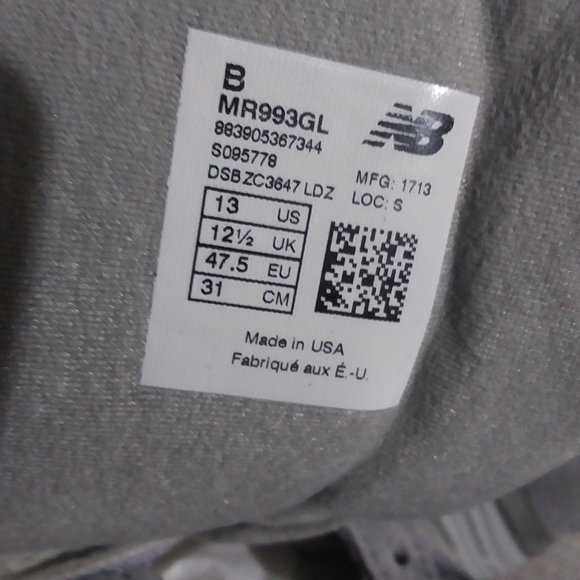 B
MR993GL
883905367344
S095778
DSBZC3647 LDZ
NB
MFG: 1713
LOC: S
13 US
12½ UK
47.5 EU
31 CM
Made in USA
Fabriqué aux É.-U.